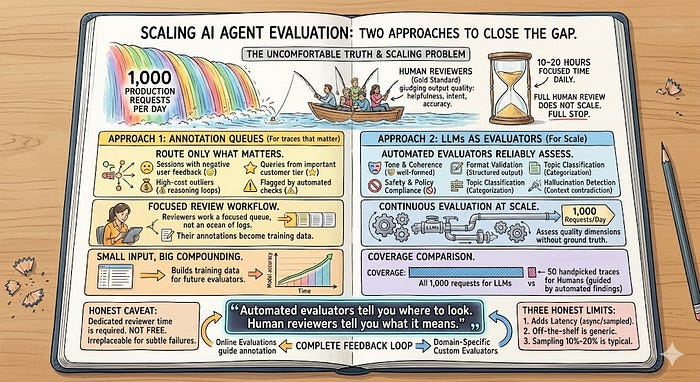 SCALING AI AGENT EVALUATION: TWO APPROACHES TO CLOSE THE GAP.
THE UNCOMFORTABLE TRUTH & SCALING PROBLEM
1,000
PRODUCTION
REQUESTS
PER DAY
HUMAN REVIEWERS
(Gold Standard)
giudging output quality:
helpfulness, intent,
accuracy.
10–20 HOURS
FOCUSED TIME
DAILY.
FULL HUMAN REVIEW
DOES NOT SCALE.
FULL STOP.
APPROACH 1: ANNOTATION QUEUES (For traces that matter)
ROUTE ONLY WHAT MATTERS.
Sessions with negative
user feedback
Queries from important
customer tier
High-cost outliers
( reasoning loops)
Flagged by automated
checks
FOCUSED REVIEW WORKFLOW.
Reviewers work a focused queue,
not an ocean of logs.
Their annotations become training data.
SMALL INPUT, BIG COMPOUNDING.
Builds training data
for future evaluators.
Model accuracy
Time
APPROACH 2: LLMs AS EVALUATORS (For Scale)
AUTOMATED EVALUATORS RELIABLY ASSESS.
Tone & Coherence
(well-formed)
Format Validation
(Structured output)
Topic Classification
(Categorization)
Safety & Policy
Compliance
Topic Classification
(Categorization)
Hallucination Detection
(Context contradiction)
CONTINUOUS EVALUATION AT SCALE.
1,000
Requests/Day
Assess quality dimensions
without ground truth.
COVERAGE COMPARISON.
COVERAGE:
All 1,000 requests for LLMs
vs
50 handpicked traces
for Humans (guided
by automated findings)
HONEST CAVEAT:
Dedicated reviewer time
is required. NOT FREE.
Irreplaceable for subtle failures.
"Automated evaluators tell you where to look.
Human reviewers tell you what it means."
Online Evaluations
guide annotation
COMPLETE FEEDBACK LOOP
Domain-Specific
Custom Evaluators
THREE HONEST LIMITS:
1. Adds Latency (async/sampled).
2. Off-the-shelf is generic.
3. Sampling 10%-20% is typical.